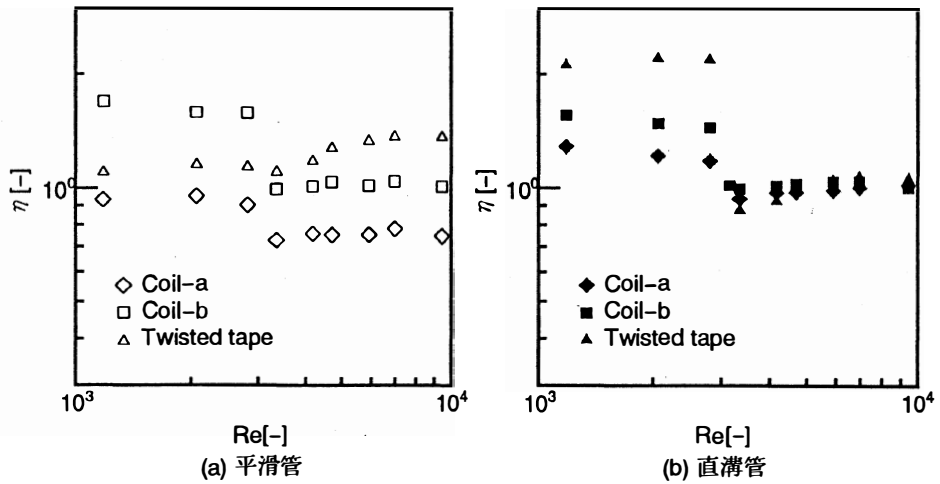 η [-]
10⁰
Coil-a
Coil-b
Twisted tape
10³
10⁴
Re[-]
(a) 平滑管
η [-]
10⁰
Coil-a
Coil-b
Twisted tape
10³
10⁴
Re[-]
(b) 直溝管